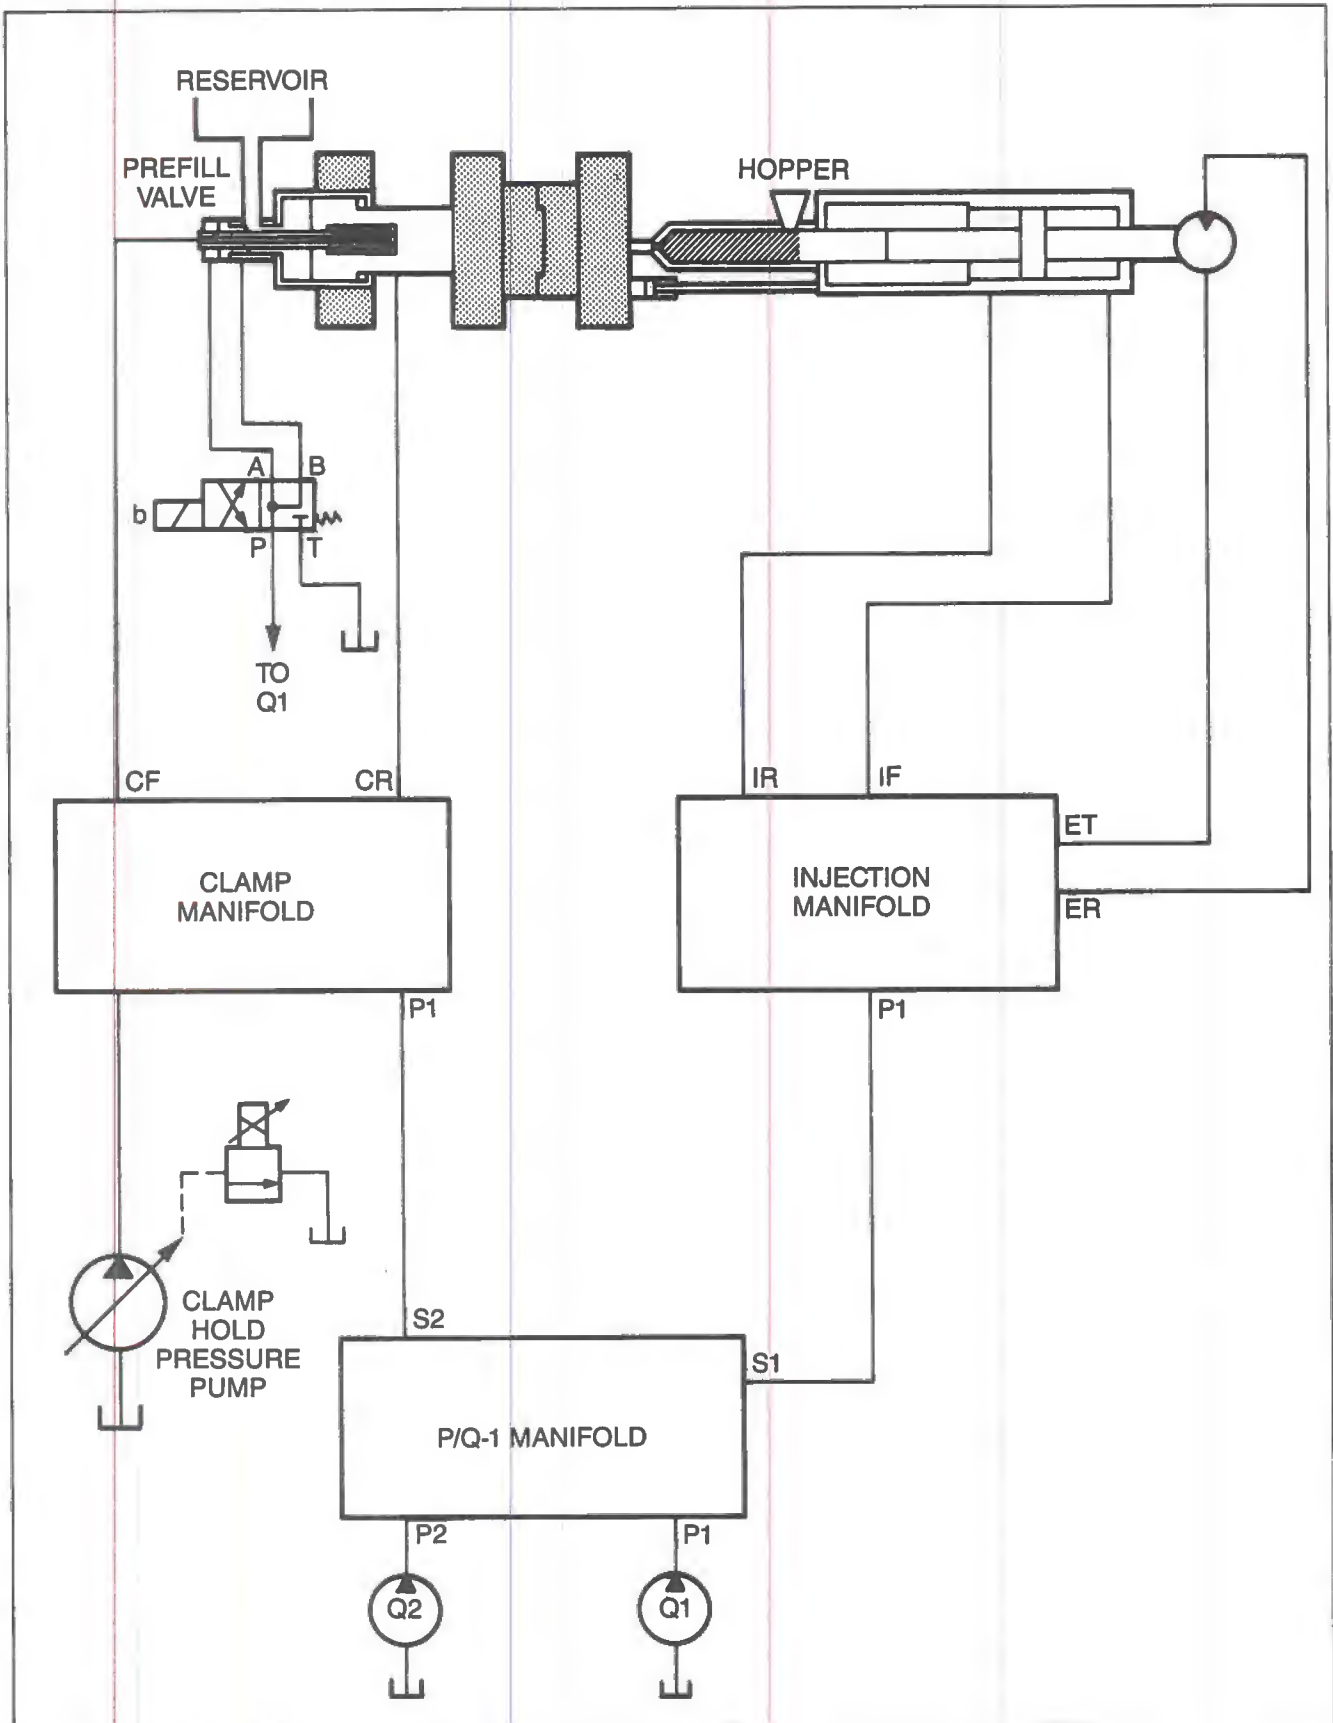 RESERVOIR
PREFILL
VALVE
HOPPER
A
B
b
P
T
TO
Q1
CF
CR
IR
IF
ET
ER
CLAMP
MANIFOLD
INJECTION
MANIFOLD
P1
P1
CLAMP
HOLD
PRESSURE
PUMP
S2
S1
P/Q-1 MANIFOLD
P2
P1
Q2
Q1